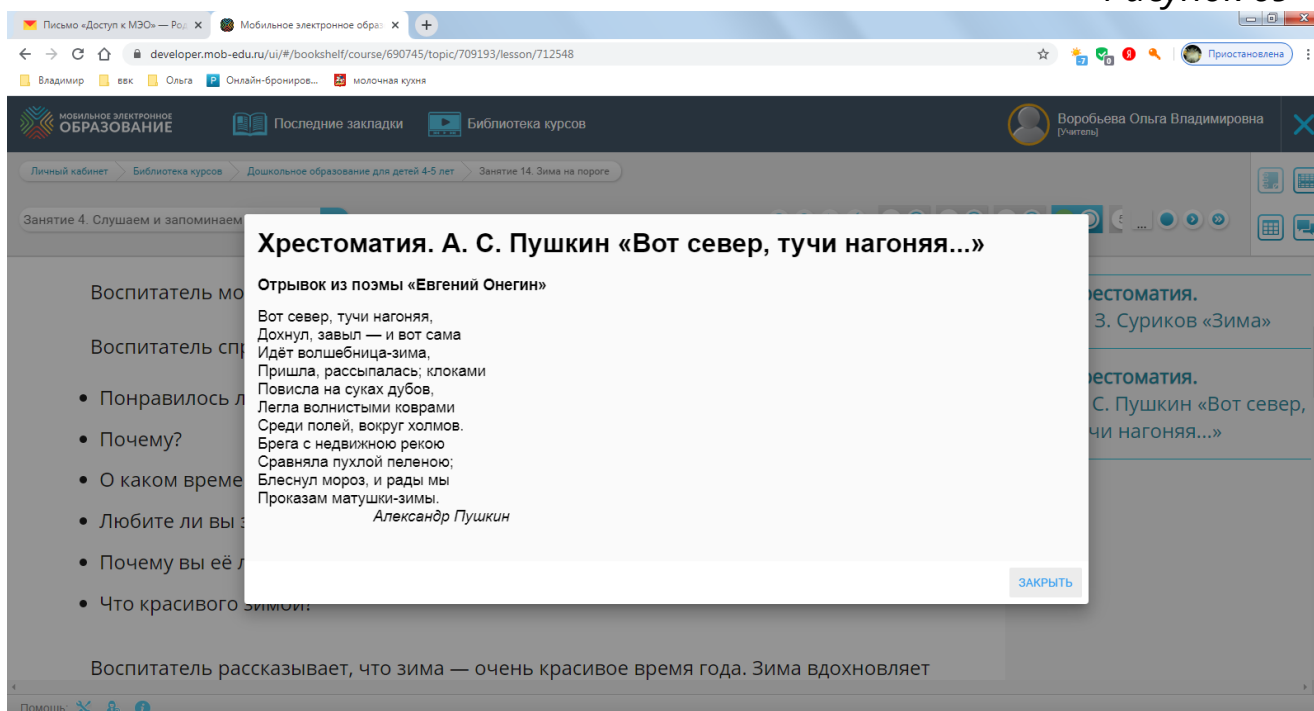 Рисунок
Письмо «Доступ к МЭО» — Род
Мобильное электронное образ
developer.mob-edu.ru/ui/#/bookshelf/course/690745/topic/709193/lesson/712548
Приостановлена
Владимир ввк Ольга Онлайн-брониров... молочная кухня
МОБИЛЬНОЕ ЭЛЕКТРОННОЕ
ОБРАЗОВАНИЕ
Последние закладки
Библиотека курсов
Воробьева Ольга Владимировна
[Учитель]
Личный кабинет Библиотека курсов Дошкольное образование для детей 4-5 лет Занятие 14. Зима на пороге
Занятие 4. Слушаем и запоминаем
Хрестоматия. А. С. Пушкин «Вот север, тучи нагоняя...»
Отрывок из поэмы «Евгений Онегин»
Вот север, тучи нагоняя,
Дохнул, завыл — и вот сама
Идёт волшебница-зима,
Пришла, рассыпалась; клоками
Повисла на суках дубов,
Легла волнистыми коврами
Среди полей, вокруг холмов.
Брега с недвижною рекою
Сравняла пухлой пеленою;
Блеснул мороз, и рады мы
Проказам матушки-зимы.
Александр Пушкин
ЗАКРЫТЬ
Воспитатель мо
Воспитатель спр
• Понравилось л
• Почему?
• О каком време
• Любите ли вы з
• Почему вы её л
• Что красивого зимой?
Воспитатель рассказывает, что зима — очень красивое время года. Зима вдохновляет
рестоматия.
З. Суриков «Зима»
рестоматия.
С. Пушкин «Вот север,
чи нагоняя...»
Помощь: